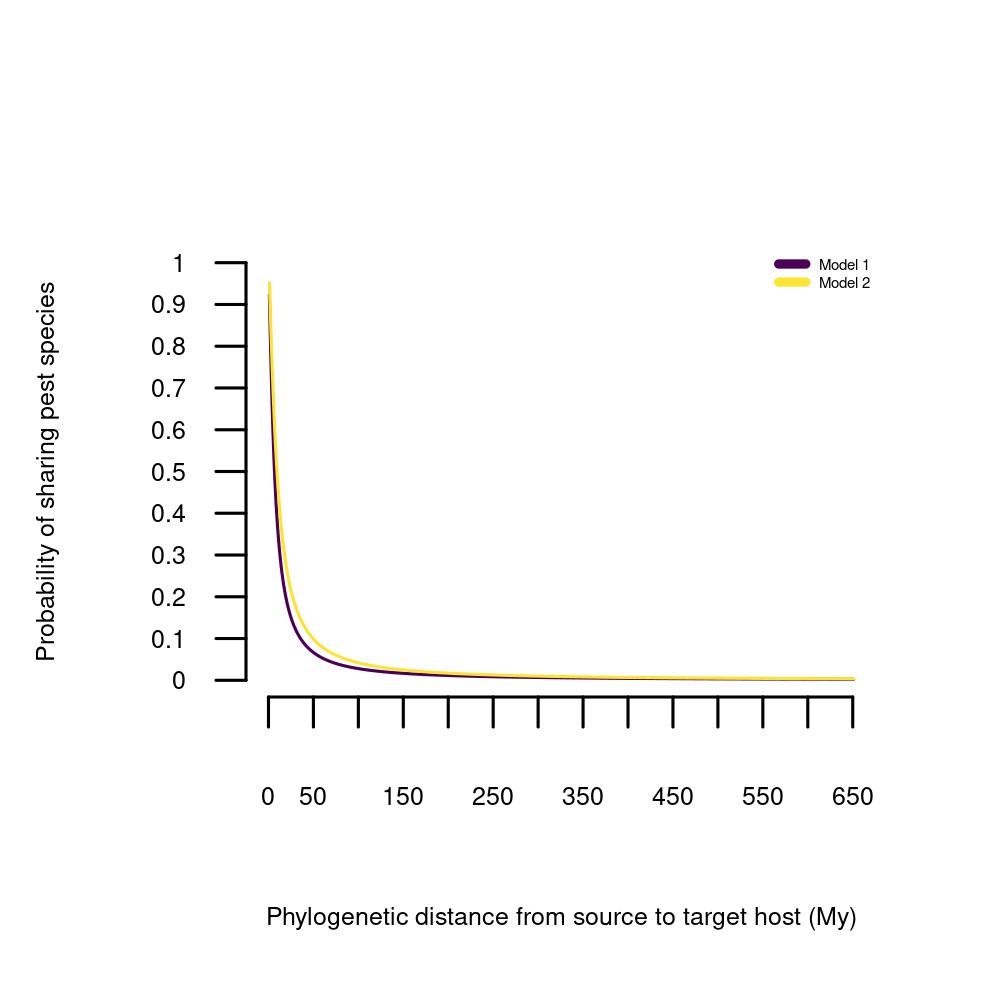 Model 1
Model 2
Probability of sharing pest species
1
0.9
0.8
0.7
0.6
0.5
0.4
0.3
0.2
0.1
0
0 50 150 250 350 450 550 650
Phylogenetic distance from source to target host (My)